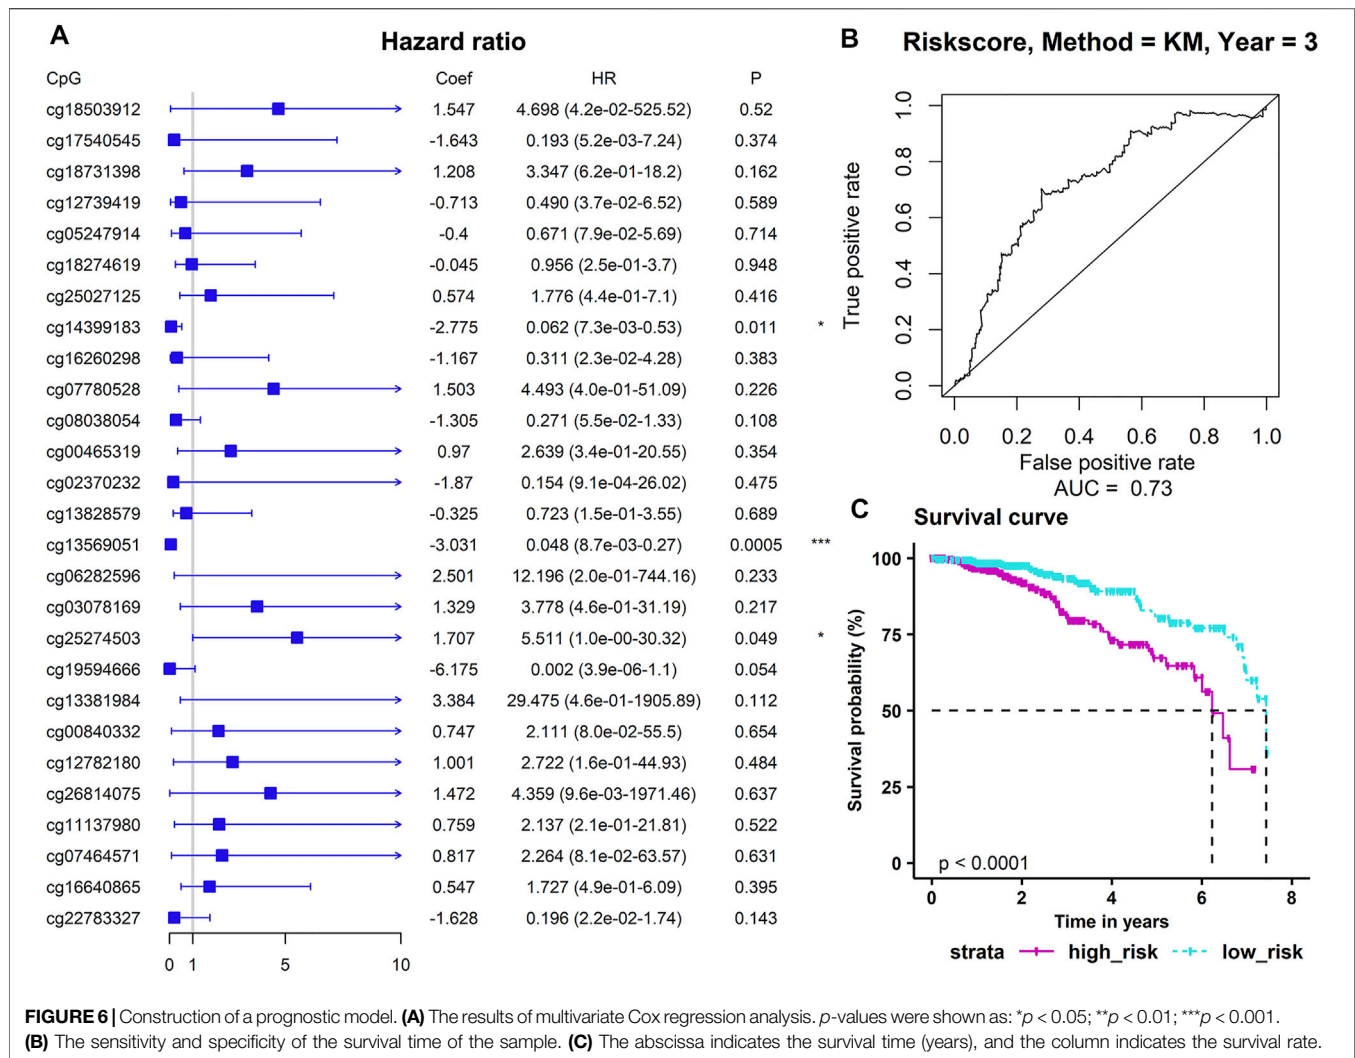 A
Hazard ratio
CpG Coef HR P
cg18503912 1.547 4.698 (4.2e-02-525.52) 0.52
cg17540545 -1.643 0.193 (5.2e-03-7.24) 0.374
cg18731398 1.208 3.347 (6.2e-01-18.2) 0.162
cg12739419 -0.713 0.490 (3.7e-02-6.52) 0.589
cg05247914 -0.4 0.671 (7.9e-02-5.69) 0.714
cg18274619 -0.045 0.956 (2.5e-01-3.7) 0.948
cg25027125 0.574 1.776 (4.4e-01-7.1) 0.416
cg14399183 -2.775 0.062 (7.3e-03-0.53) 0.011 *
cg16260298 -1.167 0.311 (2.3e-02-4.28) 0.383
cg07780528 1.503 4.493 (4.0e-01-51.09) 0.226
cg08038054 -1.305 0.271 (5.5e-02-1.33) 0.108
cg00465319 0.97 2.639 (3.4e-01-20.55) 0.354
cg02370232 -1.87 0.154 (9.1e-04-26.02) 0.475
cg13828579 -0.325 0.723 (1.5e-01-3.55) 0.689
cg13569051 -3.031 0.048 (8.7e-03-0.27) 0.0005 ***
cg06282596 2.501 12.196 (2.0e-01-744.16) 0.233
cg03078169 1.329 3.778 (4.6e-01-31.19) 0.217
cg25274503 1.707 5.511 (1.0e-00-30.32) 0.049 *
cg19594666 -6.175 0.002 (3.9e-06-1.1) 0.054
cg13381984 3.384 29.475 (4.6e-01-1905.89) 0.112
cg00840332 0.747 2.111 (8.0e-02-55.5) 0.654
cg12782180 1.001 2.722 (1.6e-01-44.93) 0.484
cg26814075 1.472 4.359 (9.6e-03-1971.46) 0.637
cg11137980 0.759 2.137 (2.1e-01-21.81) 0.522
cg07464571 0.817 2.264 (8.1e-02-63.57) 0.631
cg16640865 0.547 1.727 (4.9e-01-6.09) 0.395
cg22783327 -1.628 0.196 (2.2e-02-1.74) 0.143
0 1 5 10
B
Riskscore, Method = KM, Year = 3
True positive rate
1.0
0.8
0.6
0.4
0.2
0.0
0.0 0.2 0.4 0.6 0.8 1.0
False positive rate
AUC = 0.73
C
Survival curve
Survival probability (%)
100
75
50
25
0
p < 0.0001
0 2 4 6 8
Time in years
strata high_risk low_risk
FIGURE 6 | Construction of a prognostic model. (A) The results of multivariate Cox regression analysis. p-values were shown as: *p < 0.05; **p < 0.01; ***p < 0.001.
(B) The sensitivity and specificity of the survival time of the sample. (C) The abscissa indicates the survival time (years), and the column indicates the survival rate.